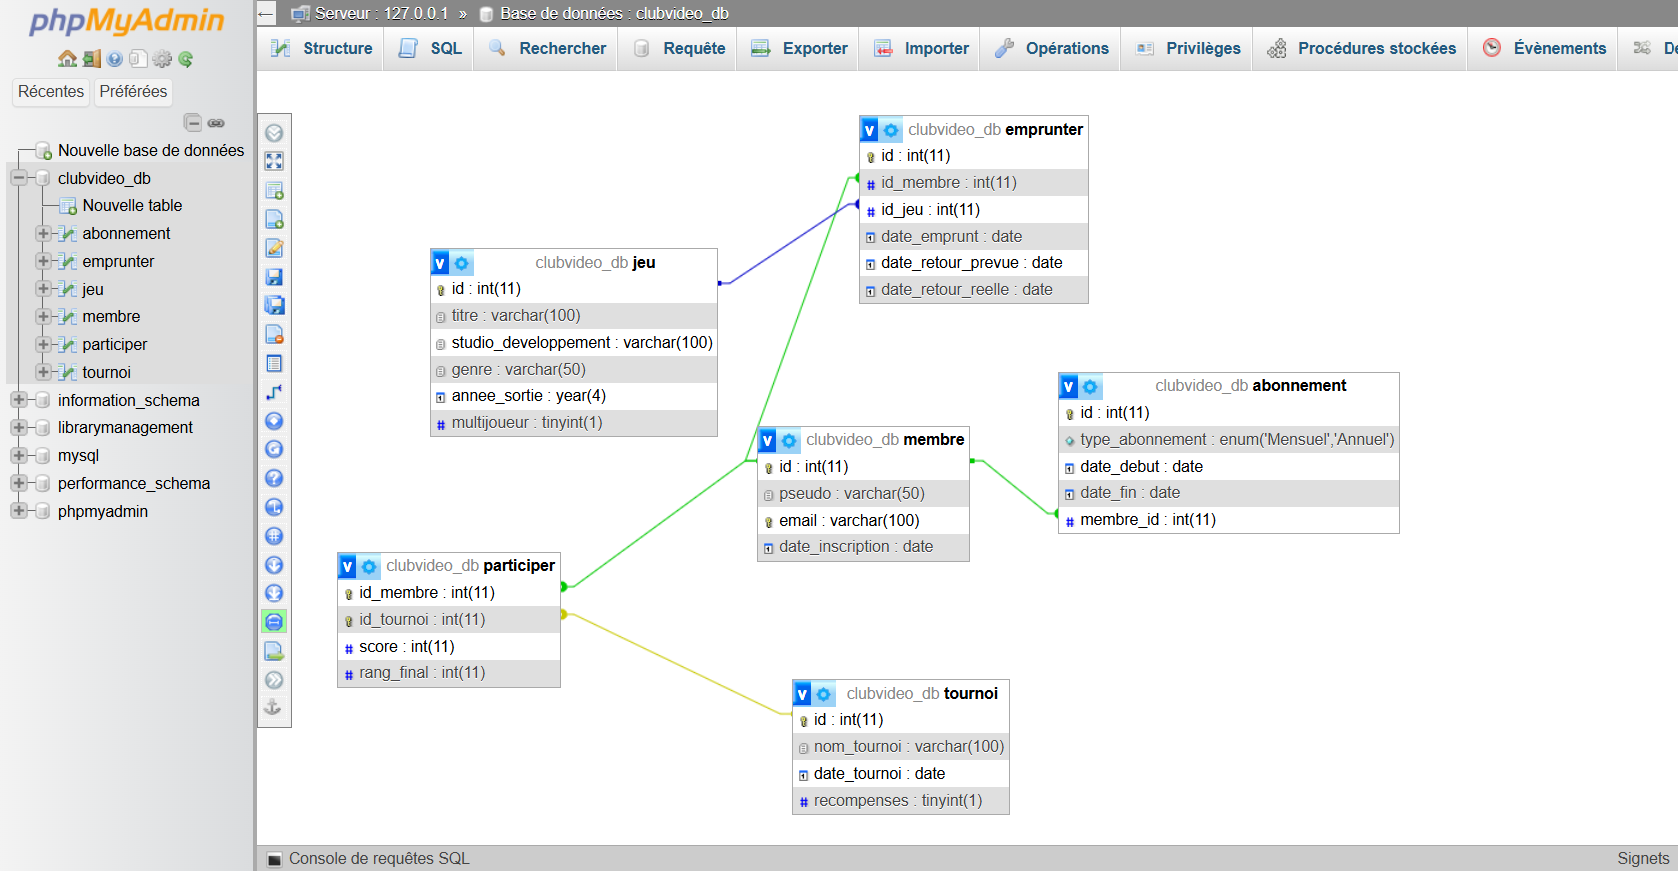 phpMyAdmin
Récentes
Préférées
Nouvelle base de données
clubvideo_db
Nouvelle table
abonnement
emprunter
jeu
membre
participer
tournoi
information_schema
librarymanagement
mysql
performance_schema
phpmyadmin
Serveur : 127.0.0.1 » Base de données : clubvideo_db
Structure SQL Rechercher Requête Exporter Importer Opérations Privilèges Procédures stockées Évènements De
v clubvideo_db emprunter
id : int(11)
id_membre : int(11)
id_jeu : int(11)
date_emprunt : date
date_retour_prevue : date
date_retour_reelle : date
v clubvideo_db jeu
id : int(11)
titre : varchar(100)
studio_developpement : varchar(100)
genre : varchar(50)
annee_sortie : year(4)
multijoueur : tinyint(1)
v clubvideo_db abonnement
id : int(11)
type_abonnement : enum('Mensuel','Annuel')
date_debut : date
date_fin : date
membre_id : int(11)
v clubvideo_db membre
id : int(11)
pseudo : varchar(50)
email : varchar(100)
date_inscription : date
v clubvideo_db participer
id_membre : int(11)
id_tournoi : int(11)
score : int(11)
rang_final : int(11)
v clubvideo_db tournoi
id : int(11)
nom_tournoi : varchar(100)
date_tournoi : date
recompenses : tinyint(1)
Console de requêtes SQL
Signets